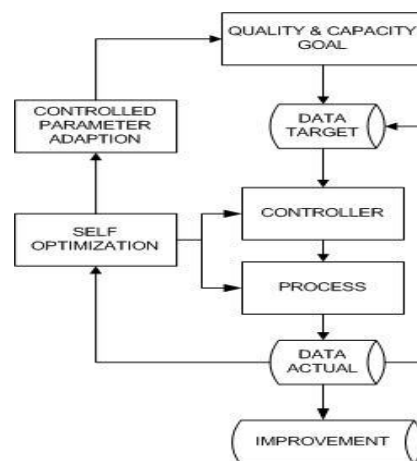 QUALITY & CAPACITY
GOAL
CONTROLLED
PARAMETER
ADAPTION
DATA
TARGET
CONTROLLER
SELF
OPTIMIZATION
PROCESS
DATA
ACTUAL
IMPROVEMENT